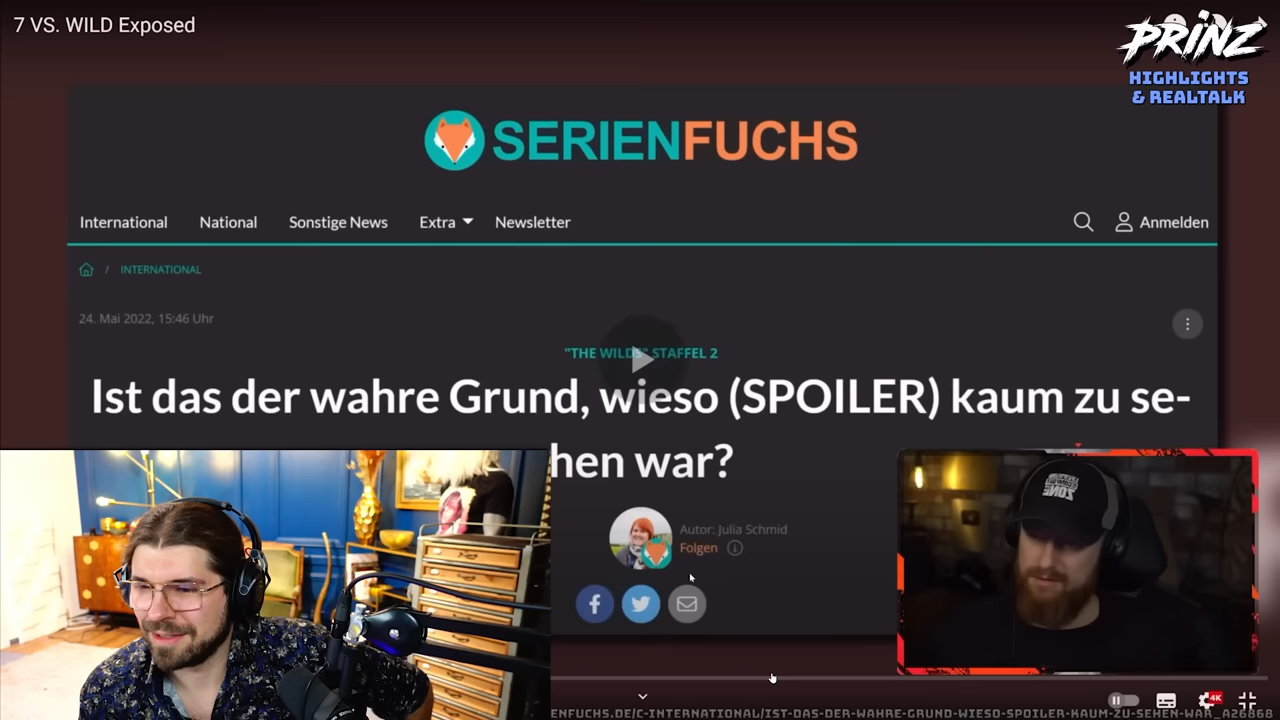 7 VS. WILD Exposed
PRINZ
HIGHLIGHTS
& REALTALK
SERIENFUCHS
International National Sonstige News Extra Newsletter Anmelden
/ INTERNATIONAL
24. Mai 2022, 15:46 Uhr
"THE WILDS" STAFFEL 2
Ist das der wahre Grund, wieso (SPOILER) kaum zu se-
hen war?
Autor: Julia Schmid
Folgen
ZONE
4K
ENFUCHS.DE/C-INTERNATIONAL/IST-DAS-DER-WAHRE-GRUND-WIESO-SPOILER-KAUM-ZU-SEHEN-WAR_A26868